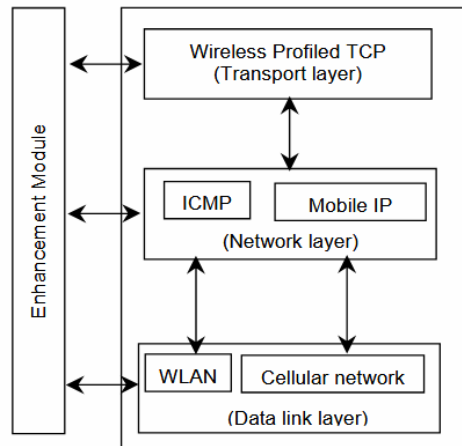 Enhancement Module
Wireless Profiled TCP
(Transport layer)
ICMP
Mobile IP
(Network layer)
WLAN
Cellular network
(Data link layer)